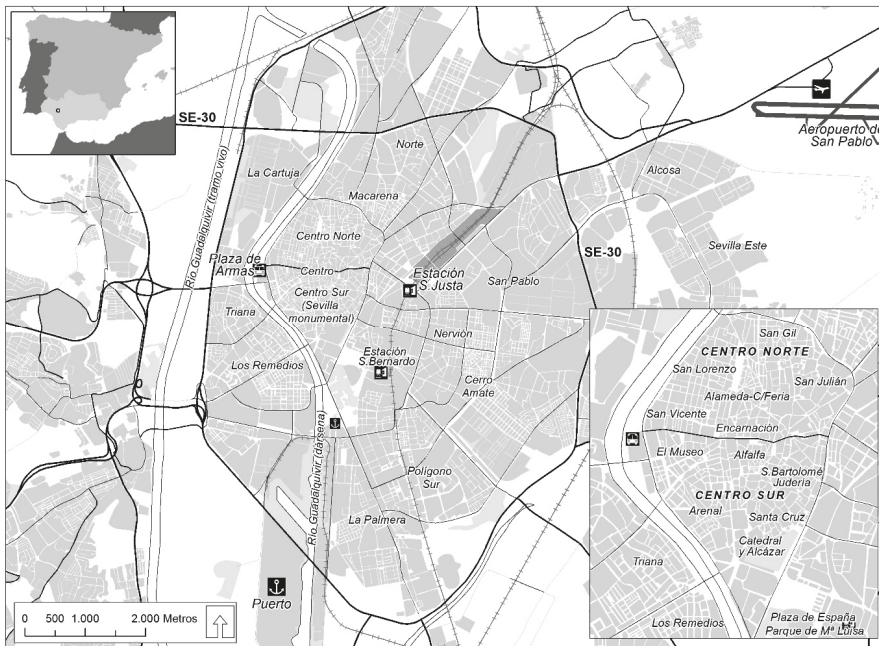 SE-30
Aeropuerto de
San Pablo
Norte
La Cartuja
Alcosa
Macarena
Río Guadalquivir (tramo vivo)
Centro Norte
Sevilla Este
SE-30
Plaza de
Armas
Centro
Estación
S. Justa
San Pablo
Centro Sur
(Sevilla
monumental)
Triana
Nervión
Estación
S.Bernardo
Los Remedios
Cerro
Amate
Río Guadalquivir (dársena)
Polígono
Sur
La Palmera
Puerto
0 500 1.000 2.000 Metros
San Gil
CENTRO NORTE
San Lorenzo
San Julián
Alameda-C/Feria
San Vicente
Encarnación
El Museo
Alfalfa
S.Bartolomé
Judería
CENTRO SUR
Arenal
Santa Cruz
Catedral
y Alcázar
Triana
Plaza de España
Parque de Mª Luisa
Los Remedios